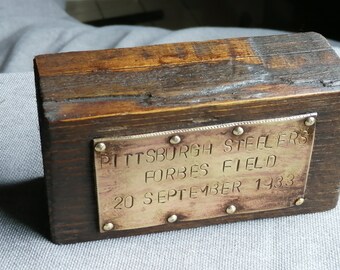 PITTSBURGH STEELERS
FORBES FIELD
20 SEPTEMBER 1933